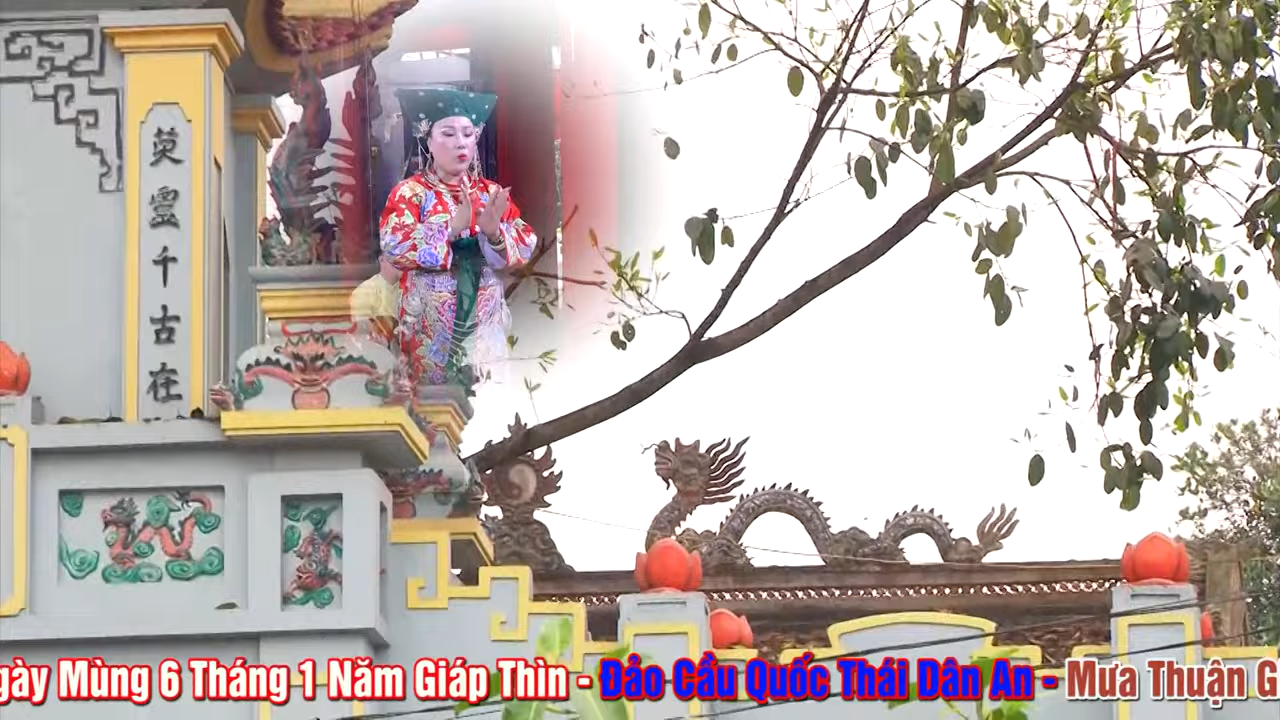 英靈千古在
gày Mùng 6 Tháng 1 Năm Giáp Thìn - Đảo Cầu Quốc Thái Dân An - Mưa Thuận G